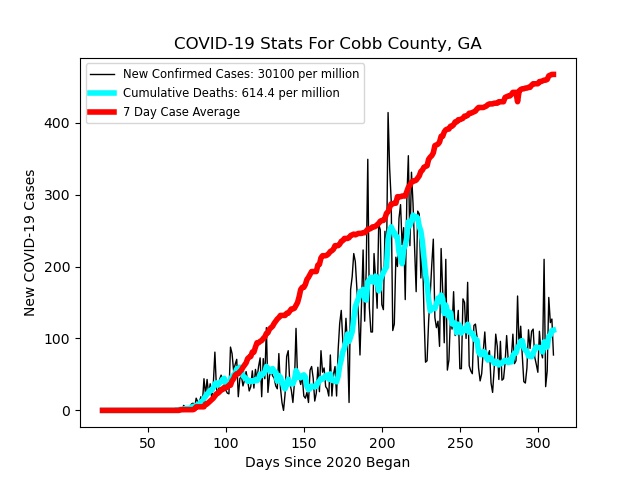 COVID-19 Stats For Cobb County, GA
New Confirmed Cases: 30100 per million
Cumulative Deaths: 614.4 per million
7 Day Case Average
New COVID-19 Cases
400
300
200
100
0
50 100 150 200 250 300
Days Since 2020 Began